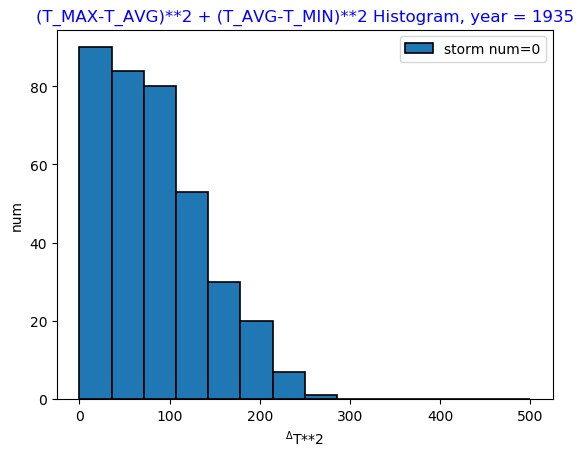 (T_MAX-T_AVG)**2 + (T_AVG-T_MIN)**2 Histogram, year = 1935
storm num=0
80
60
40
20
0
num
0 100 200 300 400 500
ΔT**2